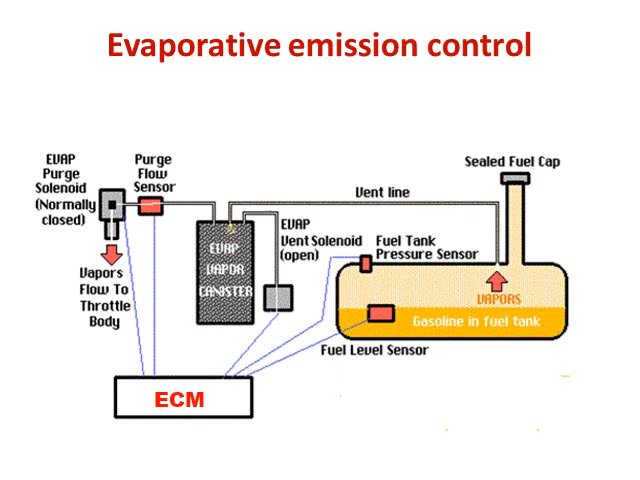 Evaporative emission control
EVAP
Purge
Solenoid
(Normally
closed)
Purge
Flow
Sensor
Sealed Fuel Cap
Vent line
EVAP
Vent Solenoid
(open)
Fuel Tank
Pressure Sensor
EVAP
VAPOR
CANISTER
Vapors
Flow To
Throttle
Body
VAPORS
Gasoline in fuel tank
Fuel Level Sensor
ECM